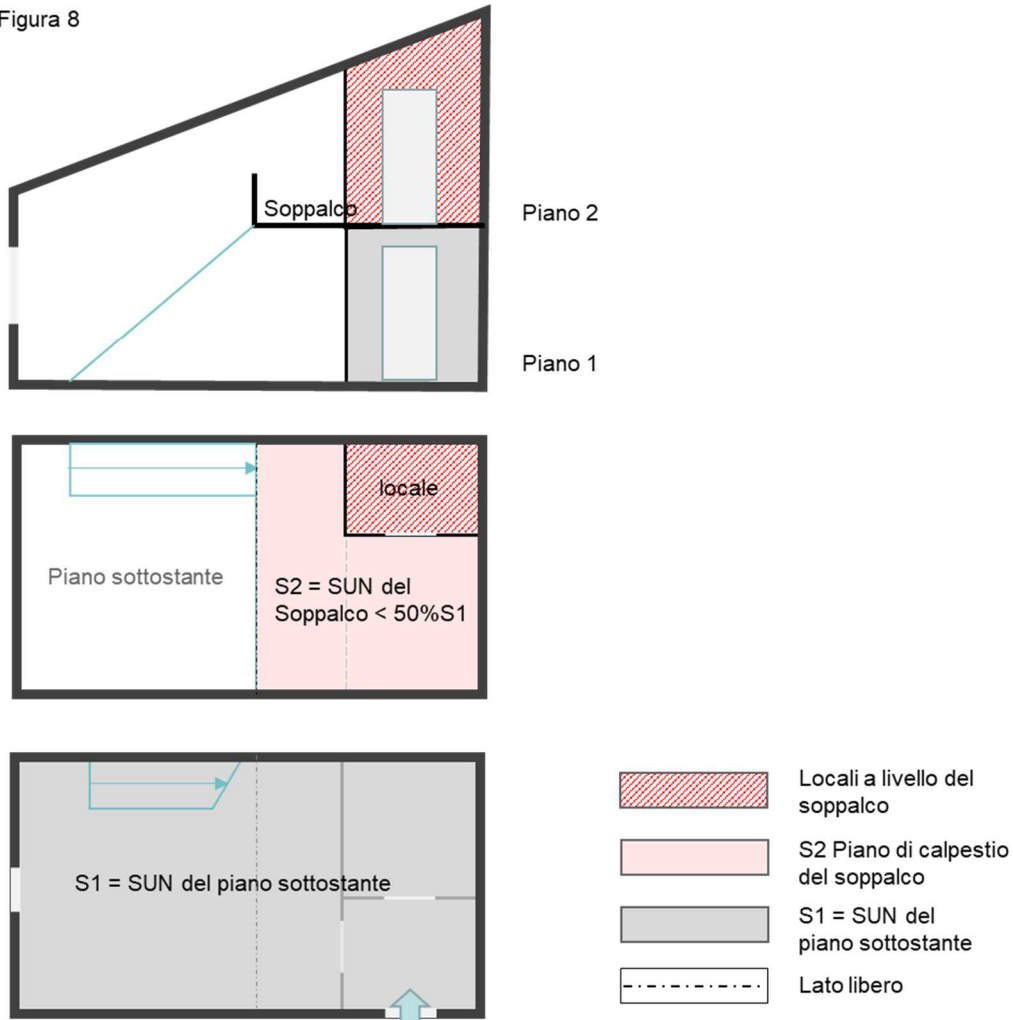 Figura 8
Soppalco
Piano 2
Piano 1
locale
Piano sottostante
S2 = SUN del
Soppalco < 50%S1
S1 = SUN del piano sottostante
Locali a livello del
soppalco
S2 Piano di calpestio
del soppalco
S1 = SUN del
piano sottostante
Lato libero